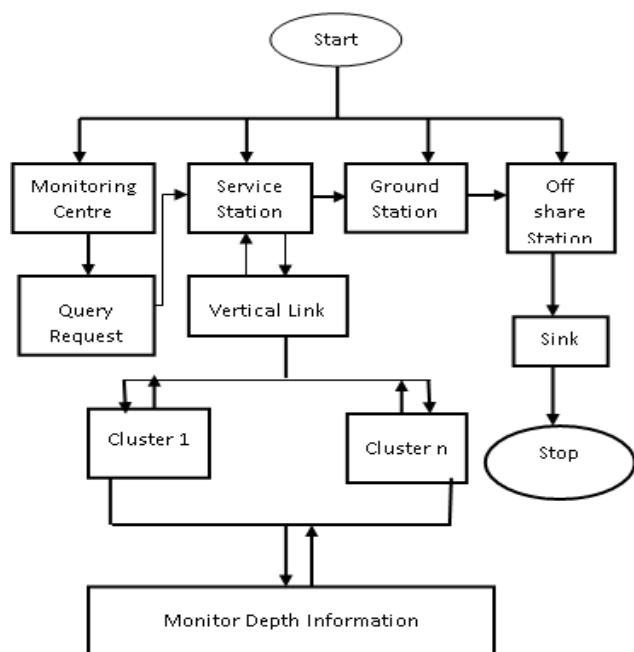 Start
Monitoring
Centre
Service
Station
Ground
Station
Off
share
Station
Query
Request
Vertical Link
Sink
Cluster 1
Cluster n
Stop
Monitor Depth Information